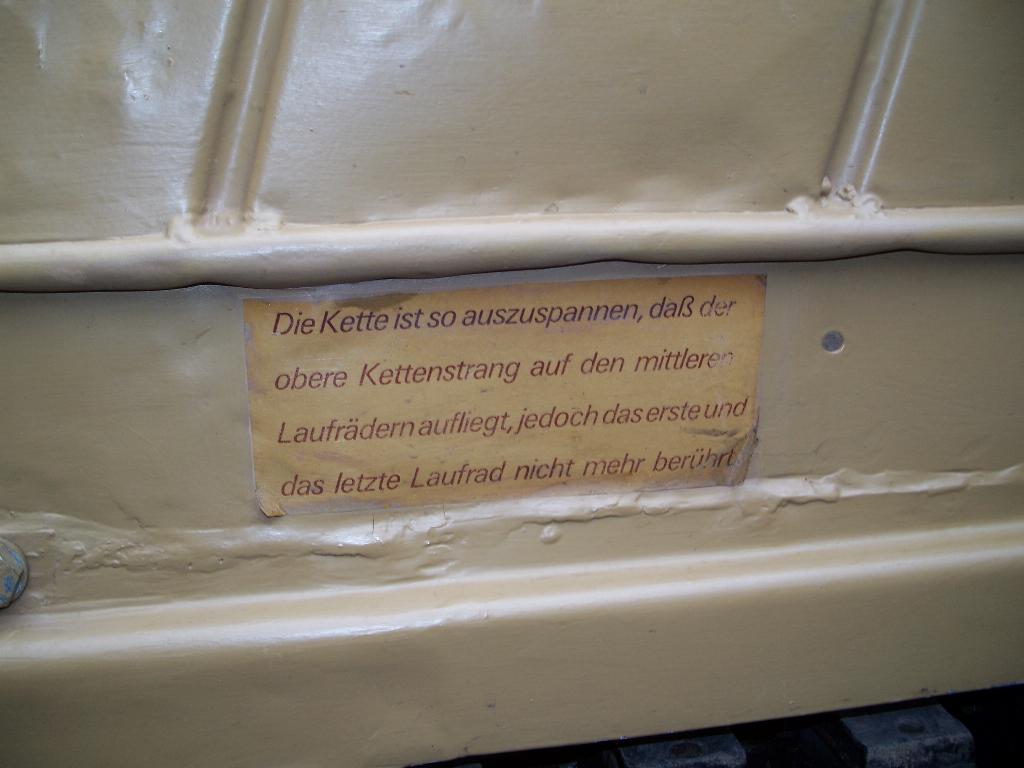 Die Kette ist so auszuspannen, daß der
obere Kettenstrang auf den mittleren
Laufrädern aufliegt, jedoch das erste und
das letzte Laufrad nicht mehr berührt